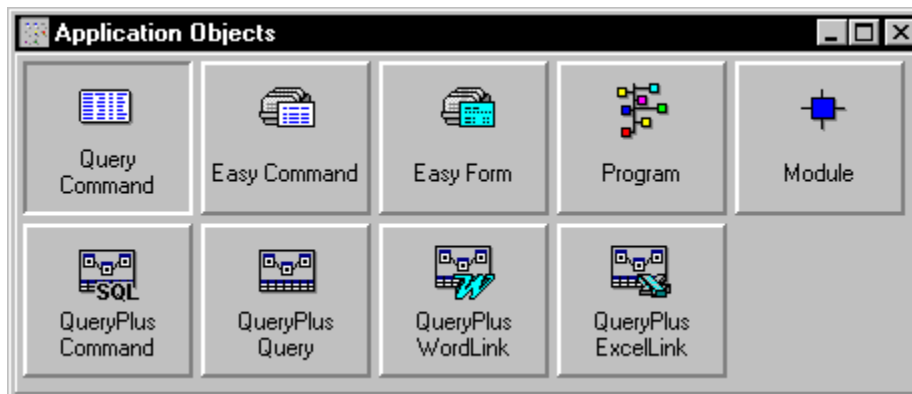 Application Objects
Query
Command
Easy Command
Easy Form
Program
Module
SQL
QueryPlus
Command
QueryPlus
Query
W
QueryPlus
WordLink
QueryPlus
ExcelLink